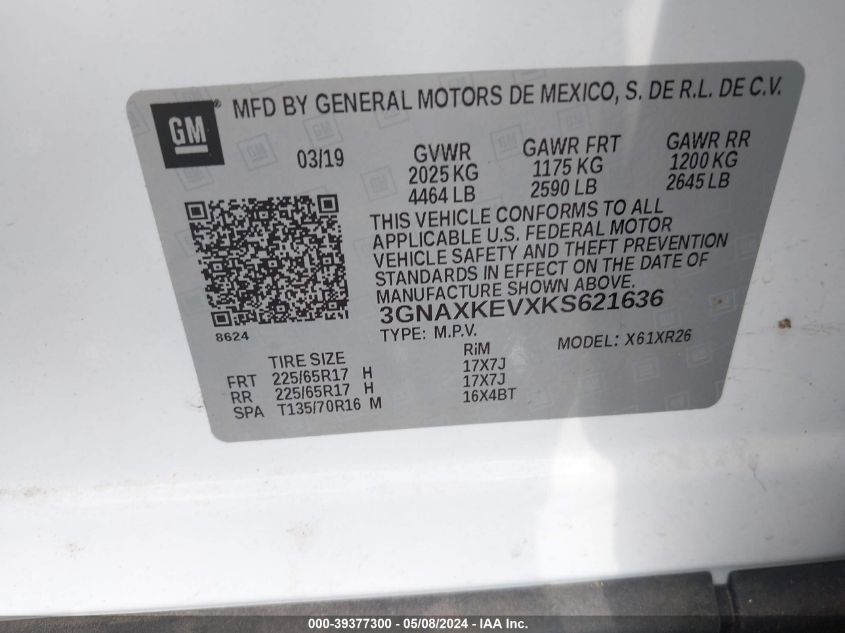 GM ® MFD BY GENERAL MOTORS DE MEXICO, S. DE R.L. DE C.V.
03/19 GVWR GAWR FRT GAWR RR
2025 KG 1175 KG 1200 KG
4464 LB 2590 LB 2645 LB
THIS VEHICLE CONFORMS TO ALL
APPLICABLE U.S. FEDERAL MOTOR
VEHICLE SAFETY AND THEFT PREVENTION
STANDARDS IN EFFECT ON THE DATE OF
MANUFACTURE SHOWN ABOVE.
3GNAXKEVXKS621636
8624
TYPE: M.P.V. MODEL: X61XR26
TIRE SIZE RiM
FRT 225/65R17 H 17X7J
RR 225/65R17 H 17X7J
SPA T135/70R16 M 16X4BT
000-39377300 - 05/08/2024 - IAA Inc.